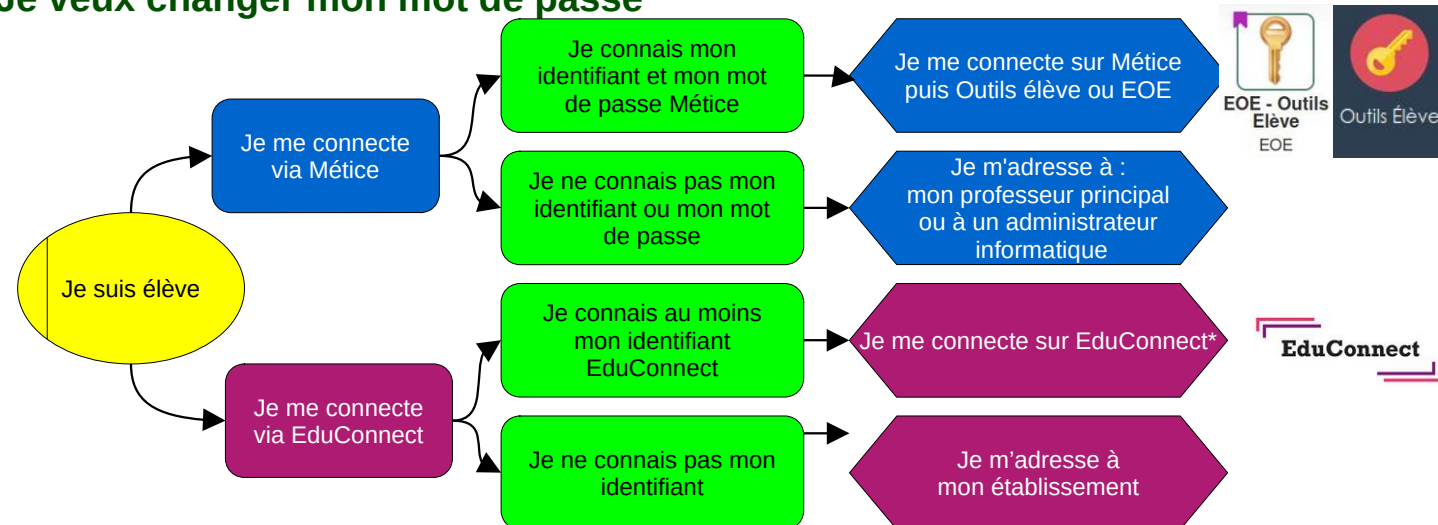 Je veux changer mon mot de passe
Je connais mon
identifiant et mon mot
de passe Métice
Je me connecte sur Métice
puis Outils élève ou EOE
EOE - Outils
Elève
EOE
Outils Élève
Je me connecte
via Métice
Je ne connais pas mon
identifiant ou mon mot
de passe
Je m'adresse à :
mon professeur principal
ou à un administrateur
informatique
Je suis élève
Je connais au moins
mon identifiant
EduConnect
Je me connecte sur EduConnect*
EduConnect
Je me connecte
via EduConnect
Je ne connais pas mon
identifiant
Je m’adresse à
mon établissement